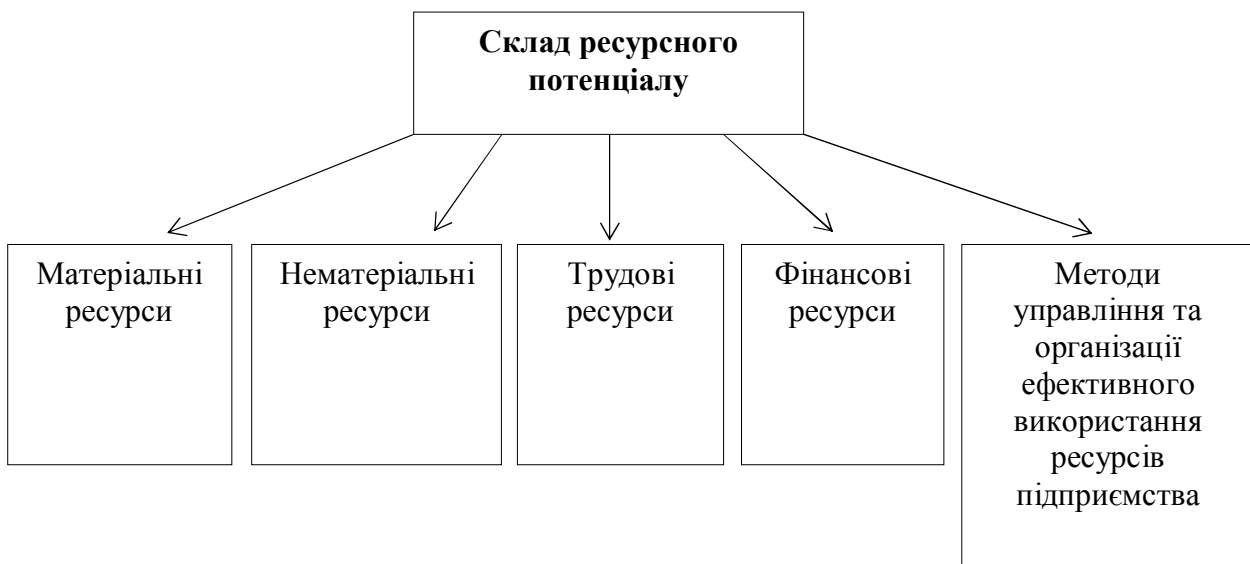 Склад ресурсного
потенціалу
Матеріальні
ресурси
Нематеріальні
ресурси
Трудові
ресурси
Фінансові
ресурси
Методи
управління та
організації
ефективного
використання
ресурсів
підприємства